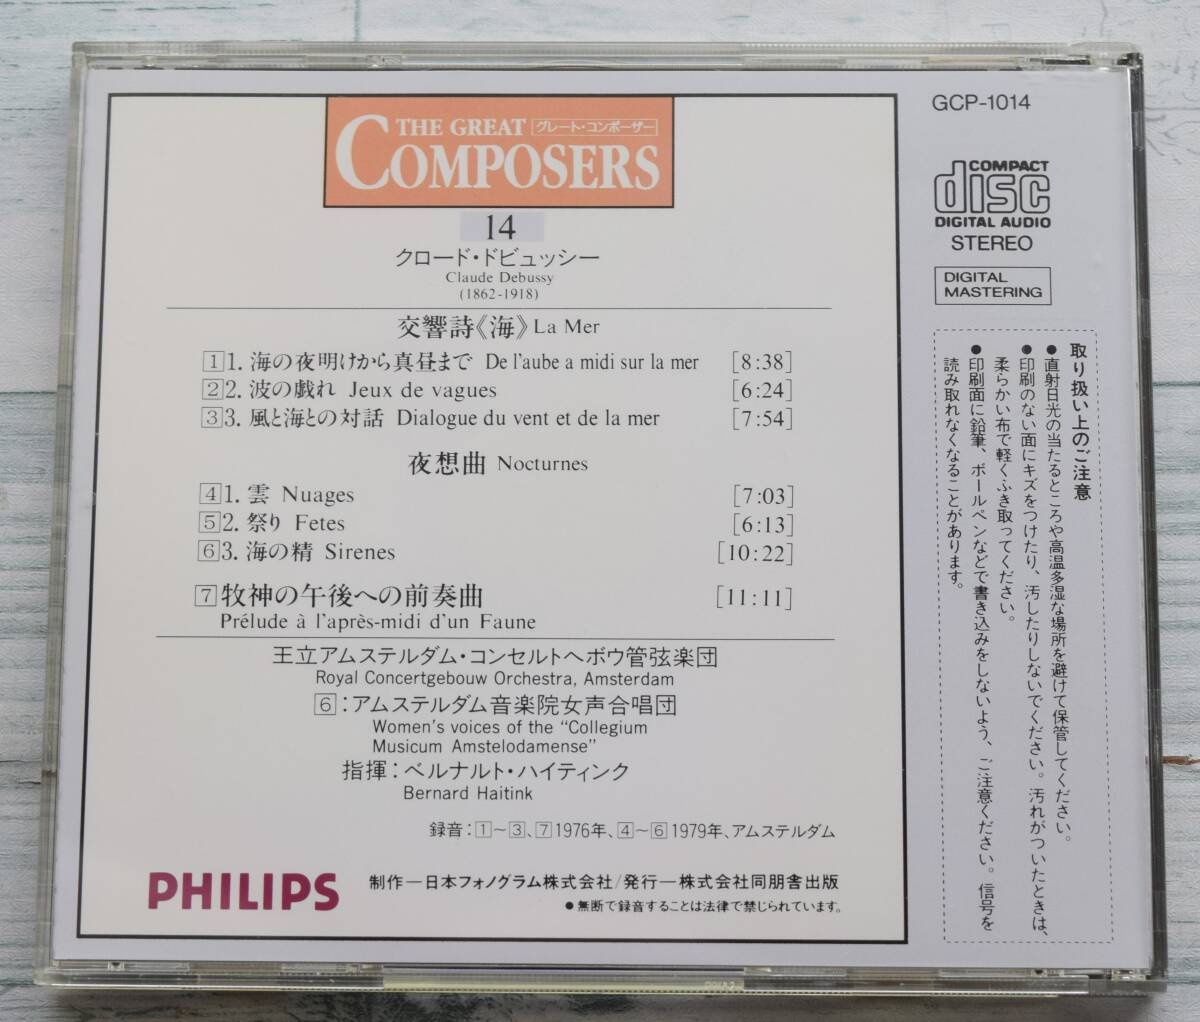 THE GREAT グレート・コンポーザー
COMPOSERS
14
クロード・ドビュッシー
Claude Debussy
(1862-1918)
交響詩《海》La Mer
1 1. 海の夜明けから真昼まで De l'aube a midi sur la mer [8:38]
2 2. 波の戯れ Jeux de vagues [6:24]
3 3. 風と海との対話 Dialogue du vent et de la mer [7:54]
夜想曲 Nocturnes
4 1. 雲 Nuages [7:03]
5 2. 祭り Fetes [6:13]
6 3. 海の精 Sirenes [10:22]
7 牧神の午後への前奏曲 [11:11]
Prélude à l'après-midi d'un Faune
王立アムステルダム・コンセルトヘボウ管弦楽団
Royal Concertgebouw Orchestra, Amsterdam
6：アムステルダム音楽院女声合唱団
Women's voices of the "Collegium
Musicum Amstelodamense"
指揮：ベルナルト・ハイティンク
Bernard Haitink
録音：1～3、7 1976年、4～6 1979年、アムステルダム
PHILIPS
制作―日本フォノグラム株式会社/発行―株式会社同朋舎出版
●無断で録音することは法律で禁じられています。
GCP-1014
COMPACT
disc
DIGITAL AUDIO
STEREO
DIGITAL
MASTERING
取り扱い上のご注意
●直射日光の当たるところや高温多湿な場所を避けて保管してください。
●印刷のない面にキズをつけたり、汚したりしないでください。汚れがついたときは、
柔らかい布で軽くふき取ってください。
●印刷面に鉛筆、ボールペンなどで書き込みをしないよう、ご注意ください。信号を
読み取れなくなることがあります。